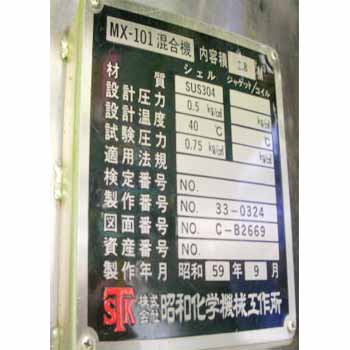 MX-101 混合機 内容積 2.8 M
シェル ジャケット/コイル
材質 SUS304
設計圧力 0.5 kg/cm²
設計温度 40 ℃
試験圧力 0.75 kg/cm²
適用法規
検定番号 NO.
製作番号 NO. 33-0324
図面番号 NO. C-B2669
資産番号 NO.
製作年月 昭和 59 年 9 月
STK 株式会社 昭和化学機械工作所